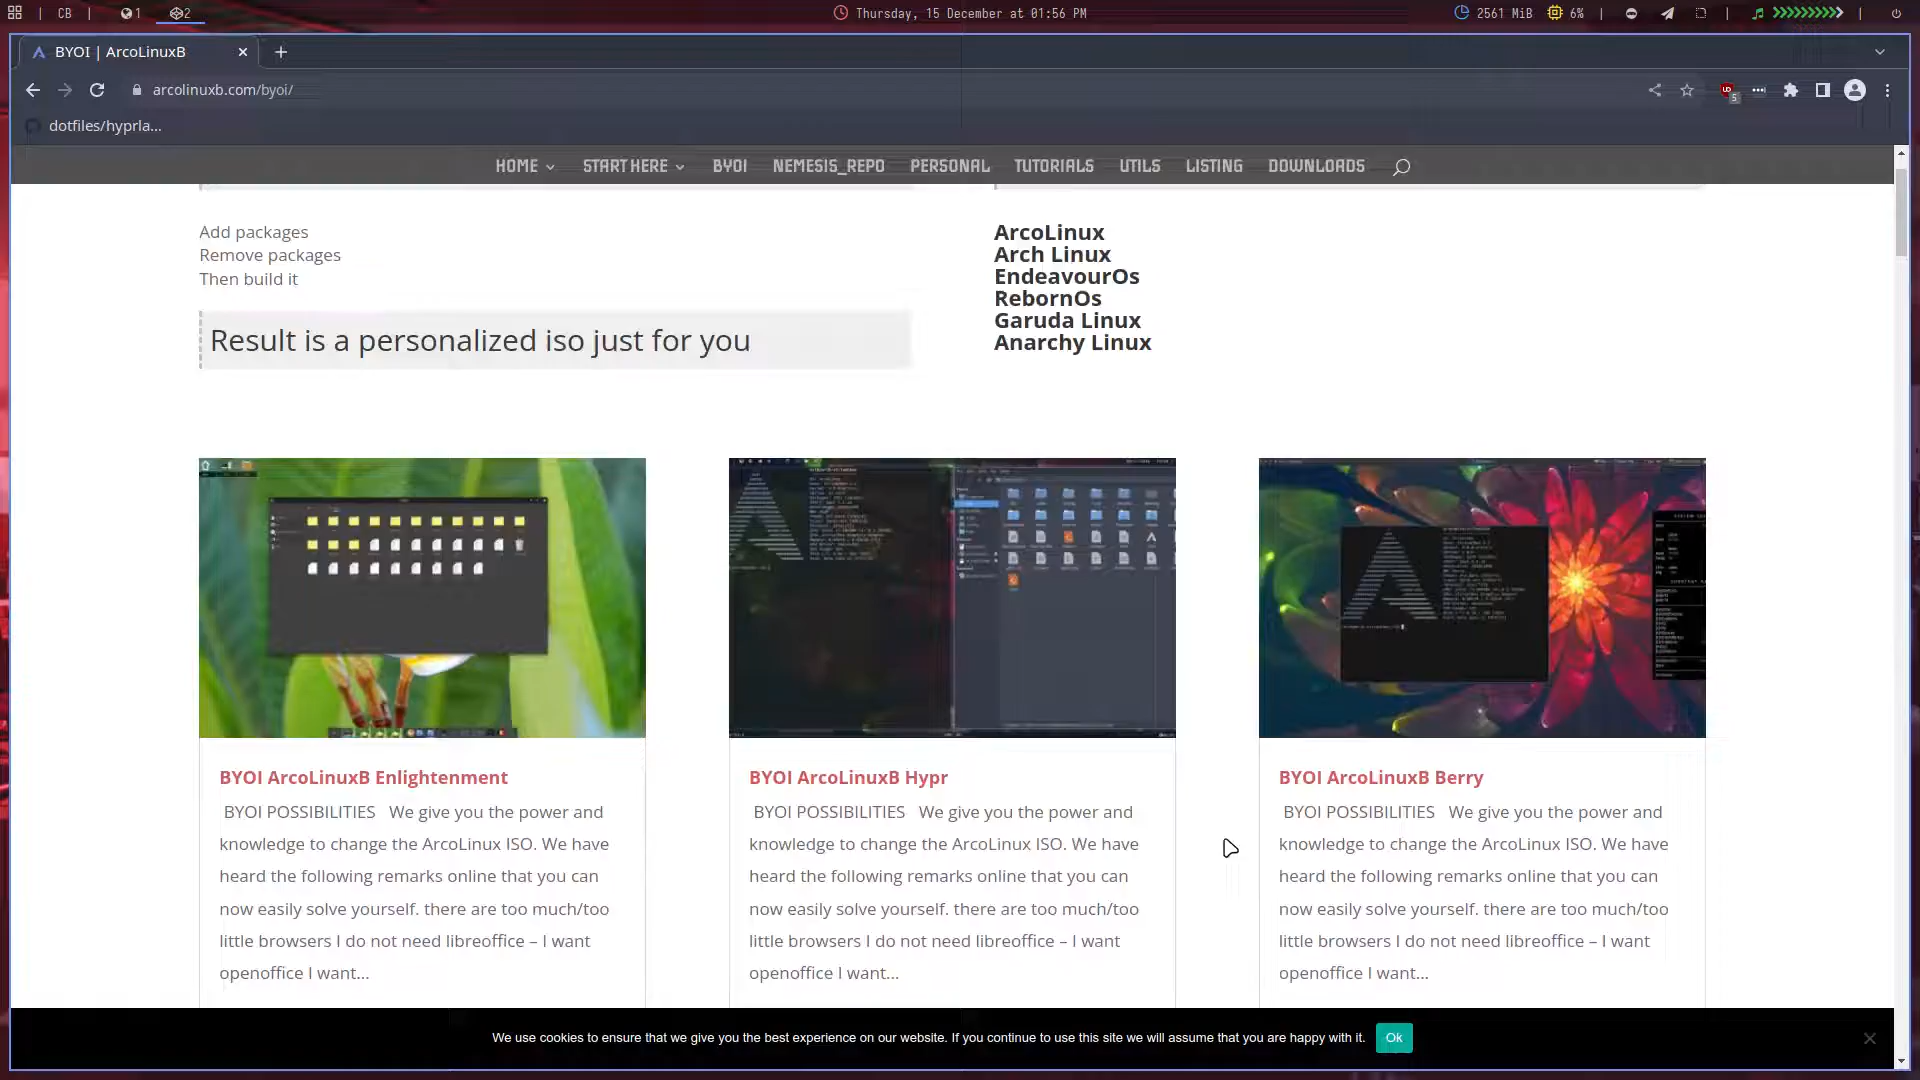 CB
1
2
Thursday, 15 December at 01:56 PM
2561 MiB
6%
BYOI | ArcoLinuxB
arcolinuxb.com/byoi/
5
dotfiles/hyprla...
HOME
START HERE
BYOI
NEMESIS_REPO
PERSONAL
TUTORIALS
UTILS
LISTING
DOWNLOADS
Add packages
Remove packages
Then build it
Result is a personalized iso just for you
ArcoLinux
Arch Linux
EndeavourOs
RebornOs
Garuda Linux
Anarchy Linux
BYOI ArcoLinuxB Enlightenment
BYOI POSSIBILITIES   We give you the power and
knowledge to change the ArcoLinux ISO. We have
heard the following remarks online that you can
now easily solve yourself. there are too much/too
little browsers I do not need libreoffice – I want
openoffice I want...
BYOI ArcoLinuxB Hypr
BYOI POSSIBILITIES   We give you the power and
knowledge to change the ArcoLinux ISO. We have
heard the following remarks online that you can
now easily solve yourself. there are too much/too
little browsers I do not need libreoffice – I want
openoffice I want...
BYOI ArcoLinuxB Berry
BYOI POSSIBILITIES   We give you the power and
knowledge to change the ArcoLinux ISO. We have
heard the following remarks online that you can
now easily solve yourself. there are too much/too
little browsers I do not need libreoffice – I want
openoffice I want...
We use cookies to ensure that we give you the best experience on our website. If you continue to use this site we will assume that you are happy with it.
Ok